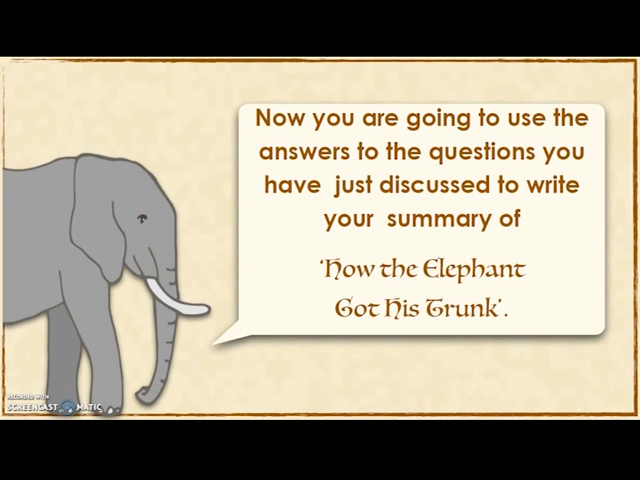 Now you are going to use the
answers to the questions you
have just discussed to write
your summary of
‘How the Elephant
Got His Trunk’.
RECORDED WITH
SCREENCAST MATIC